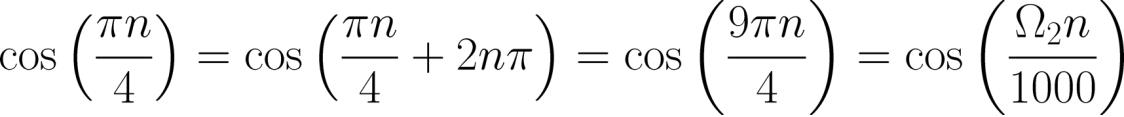 cos(πn/4) = cos(πn/4 + 2nπ) = cos(9πn/4) = cos(Ω₂n/1000)